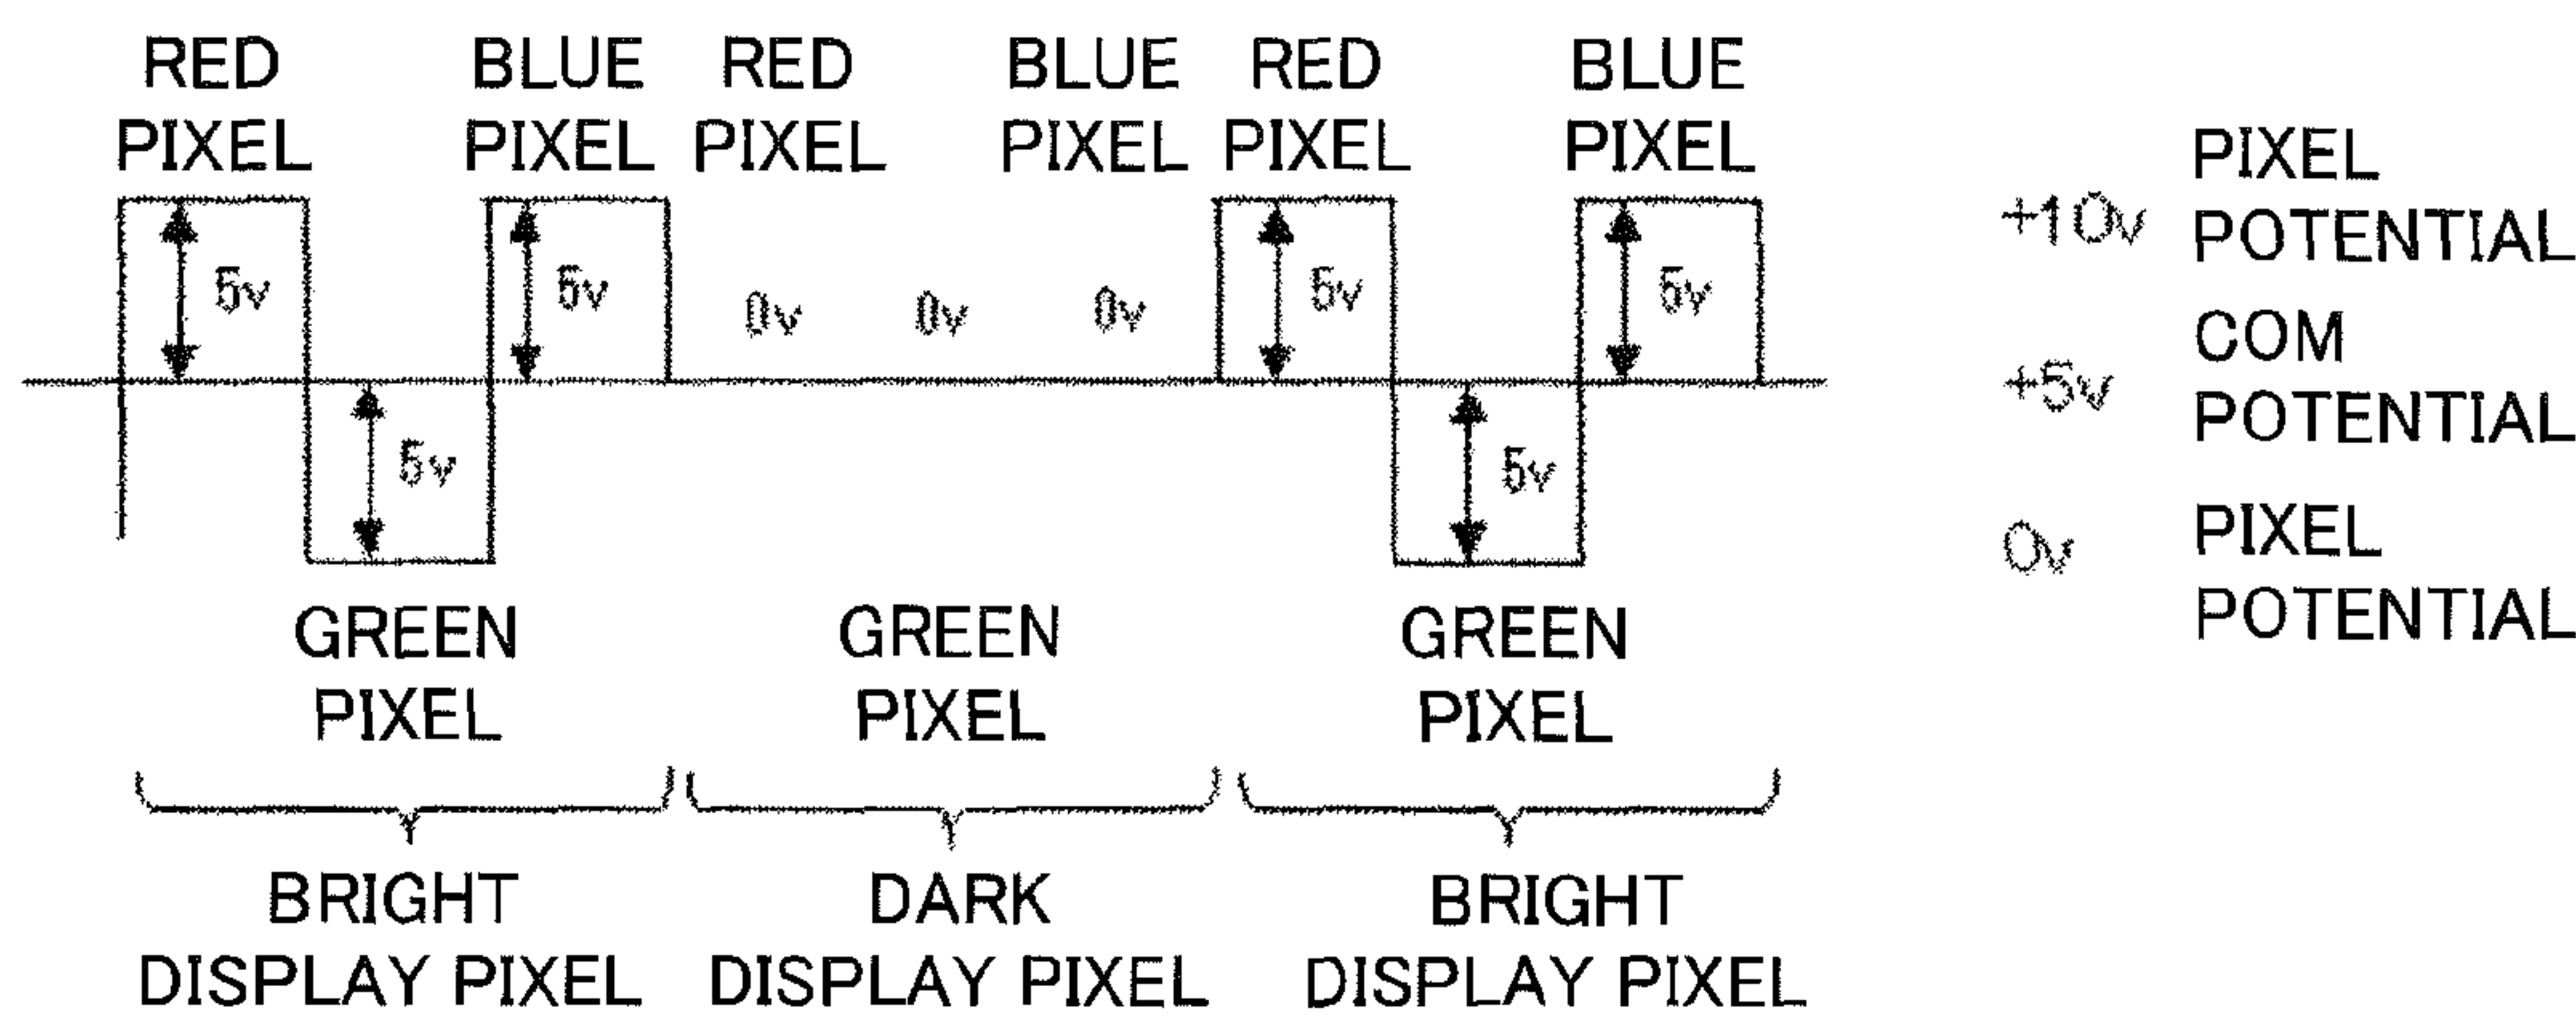 RED BLUE RED BLUE RED BLUE
PIXEL PIXEL PIXEL PIXEL PIXEL PIXEL
PIXEL
+10v POTENTIAL
5v 5v 0v 0v 0v 5v 5v
COM
+5v POTENTIAL
5v 5v
PIXEL
0v POTENTIAL
GREEN GREEN GREEN
PIXEL PIXEL PIXEL
BRIGHT DARK BRIGHT
DISPLAY PIXEL DISPLAY PIXEL DISPLAY PIXEL